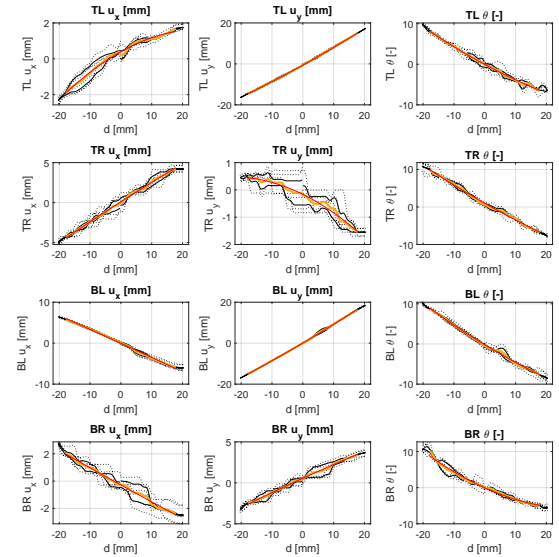 TL u_x [mm] TL u_y [mm] TL θ [-]
TL u_x [mm]
2
0
-2
-20 -10 0 10 20
d [mm]
TL u_y [mm]
20
0
-20
-20 -10 0 10 20
d [mm]
TL θ [-]
10
0
-10
-20 -10 0 10 20
d [mm]
TR u_x [mm] TR u_y [mm] TR θ [-]
TR u_x [mm]
5
0
-5
-20 -10 0 10 20
d [mm]
TR u_y [mm]
1
0
-1
-2
-20 -10 0 10 20
d [mm]
TR θ [-]
10
0
-10
-20 -10 0 10 20
d [mm]
BL u_x [mm] BL u_y [mm] BL θ [-]
BL u_x [mm]
10
0
-10
-20 -10 0 10 20
d [mm]
BL u_y [mm]
20
0
-20
-20 -10 0 10 20
d [mm]
BL θ [-]
10
0
-10
-20 -10 0 10 20
d [mm]
BR u_x [mm] BR u_y [mm] BR θ [-]
BR u_x [mm]
2
0
-2
-20 -10 0 10 20
d [mm]
BR u_y [mm]
5
0
-5
-20 -10 0 10 20
d [mm]
BR θ [-]
10
0
-10
-20 -10 0 10 20
d [mm]